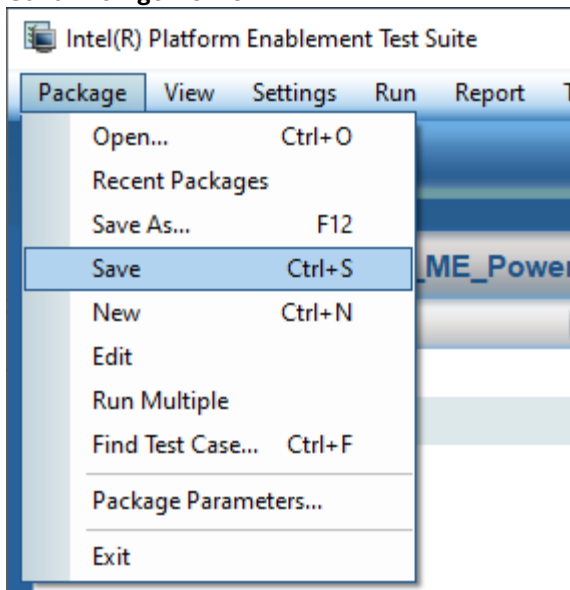 Intel(R) Platform Enablement Test Suite
Package View Settings Run Report
Open... Ctrl+O
Recent Packages
Save As... F12
Save Ctrl+S
_ME_Power
New Ctrl+N
Edit
Run Multiple
Find Test Case... Ctrl+F
Package Parameters...
Exit